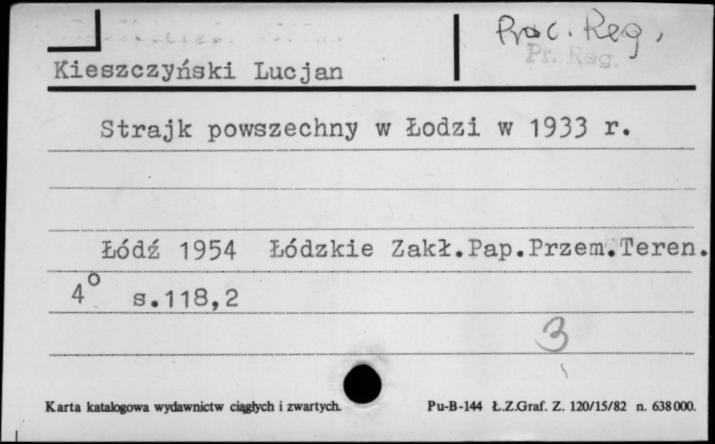 Prac. Reg.
Pr. Reg.
Kieszczyński Lucjan
Strajk powszechny w Łodzi w 1933 r.
Łódź 1954 Łódzkie Zakł.Pap.Przem.Teren.
4° s.118,2
3
Karta katalogowa wydawnictw ciągłych i zwartych. Pu-B-144 Ł.Z.Graf. Z. 120/15/82 n. 638000.